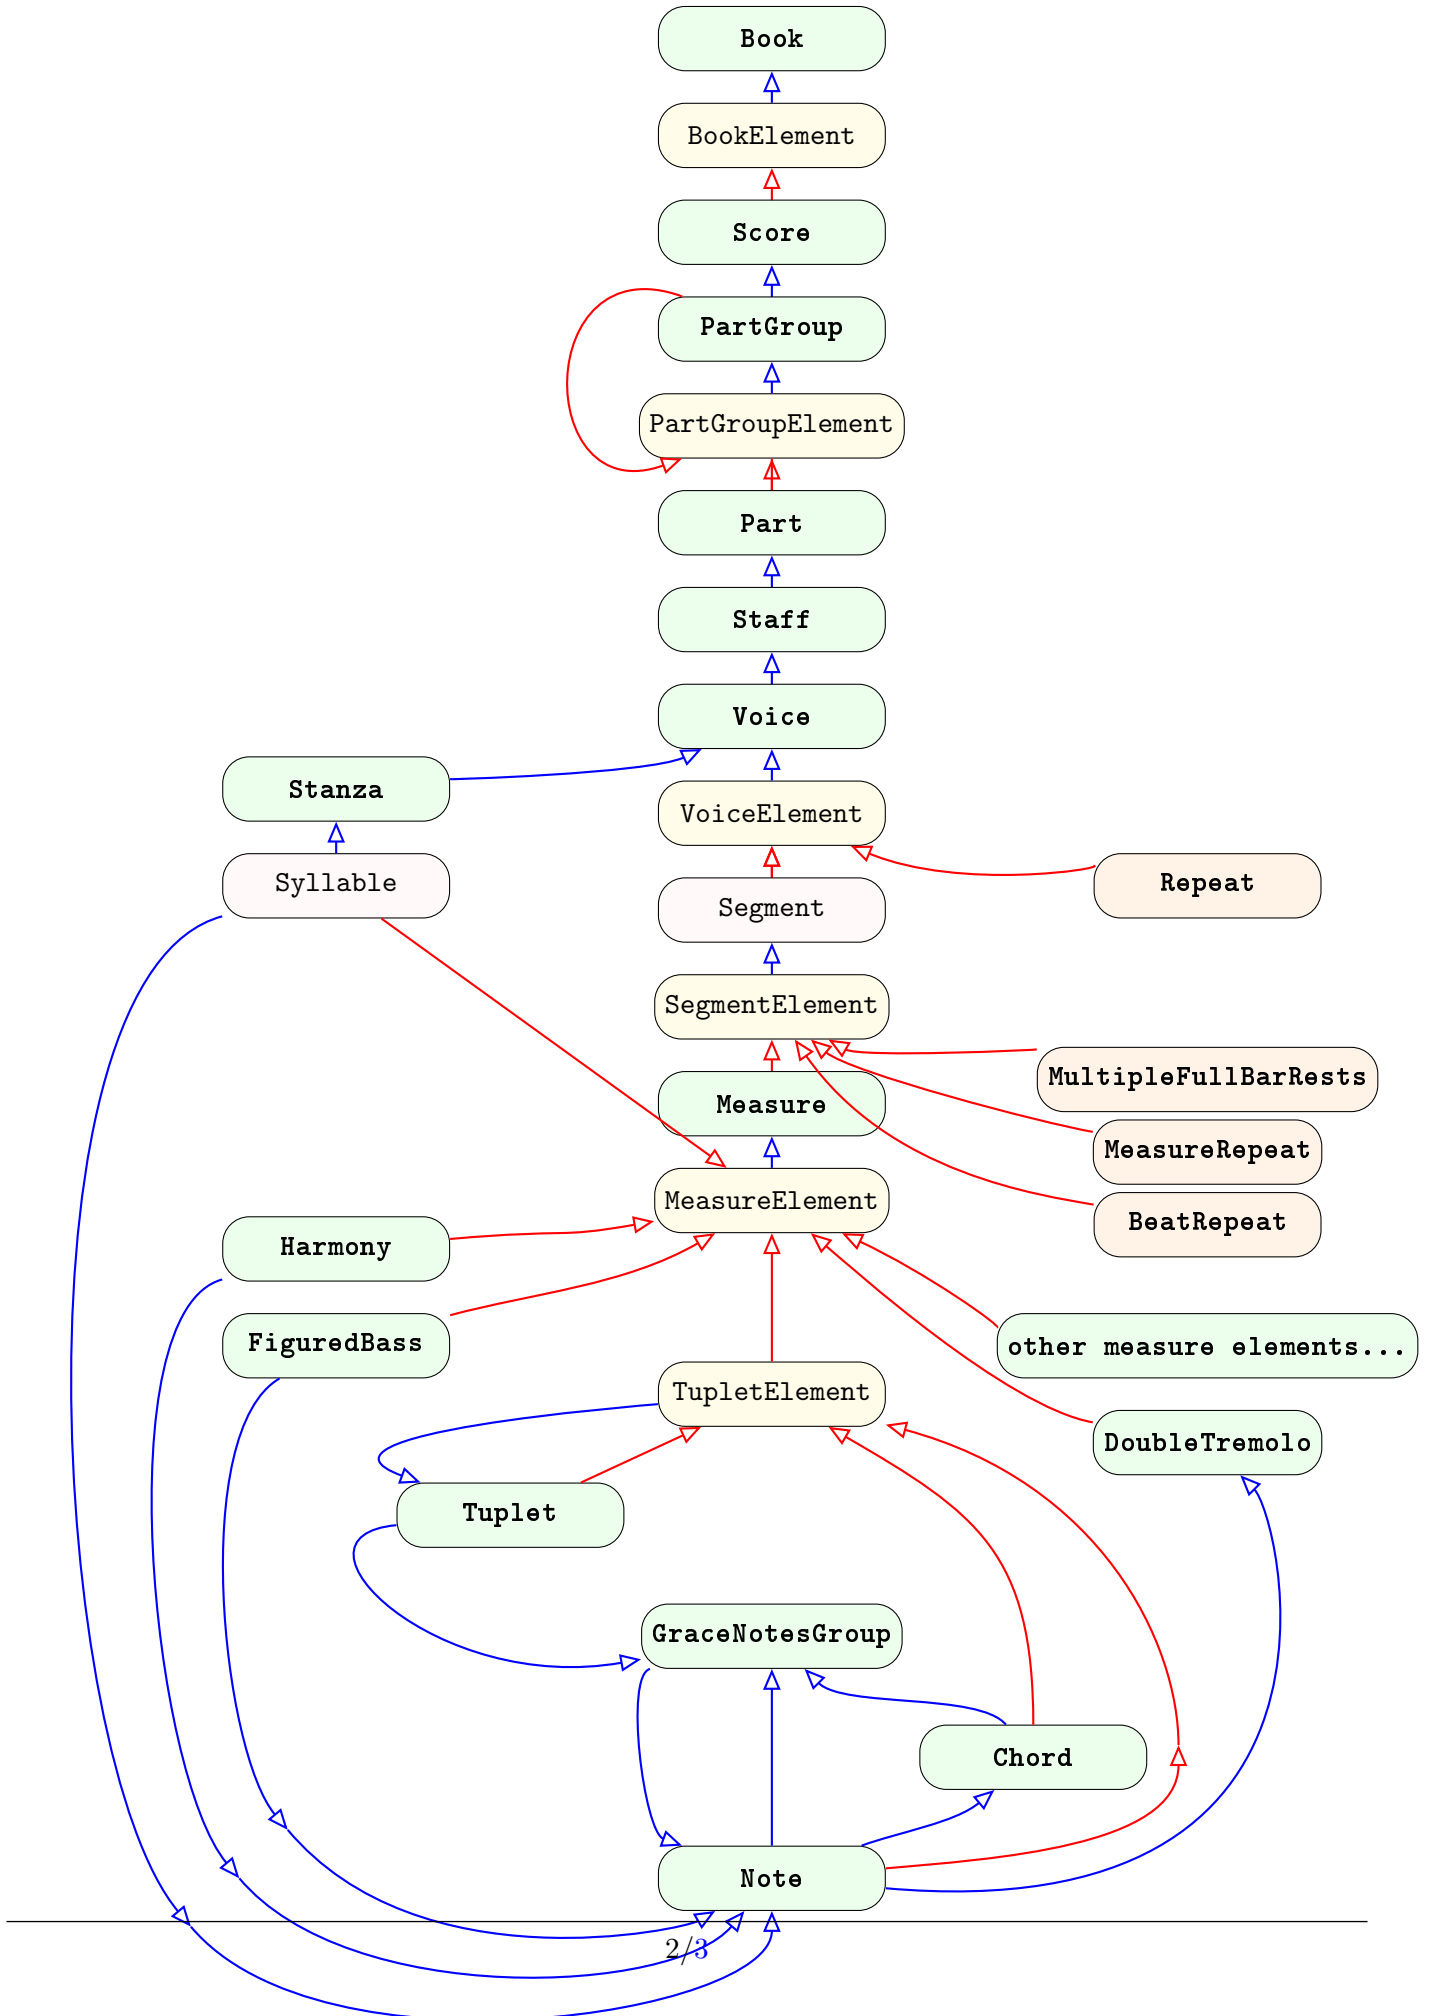 Book
BookElement
Score
PartGroup
PartGroupElement
Part
Staff
Voice
Stanza
VoiceElement
Syllable
Repeat
Segment
SegmentElement
MultipleFullBarRests
Measure
MeasureRepeat
MeasureElement
BeatRepeat
Harmony
FiguredBass
other measure elements...
TupletElement
DoubleTremolo
Tuplet
GraceNotesGroup
Chord
Note
2/3